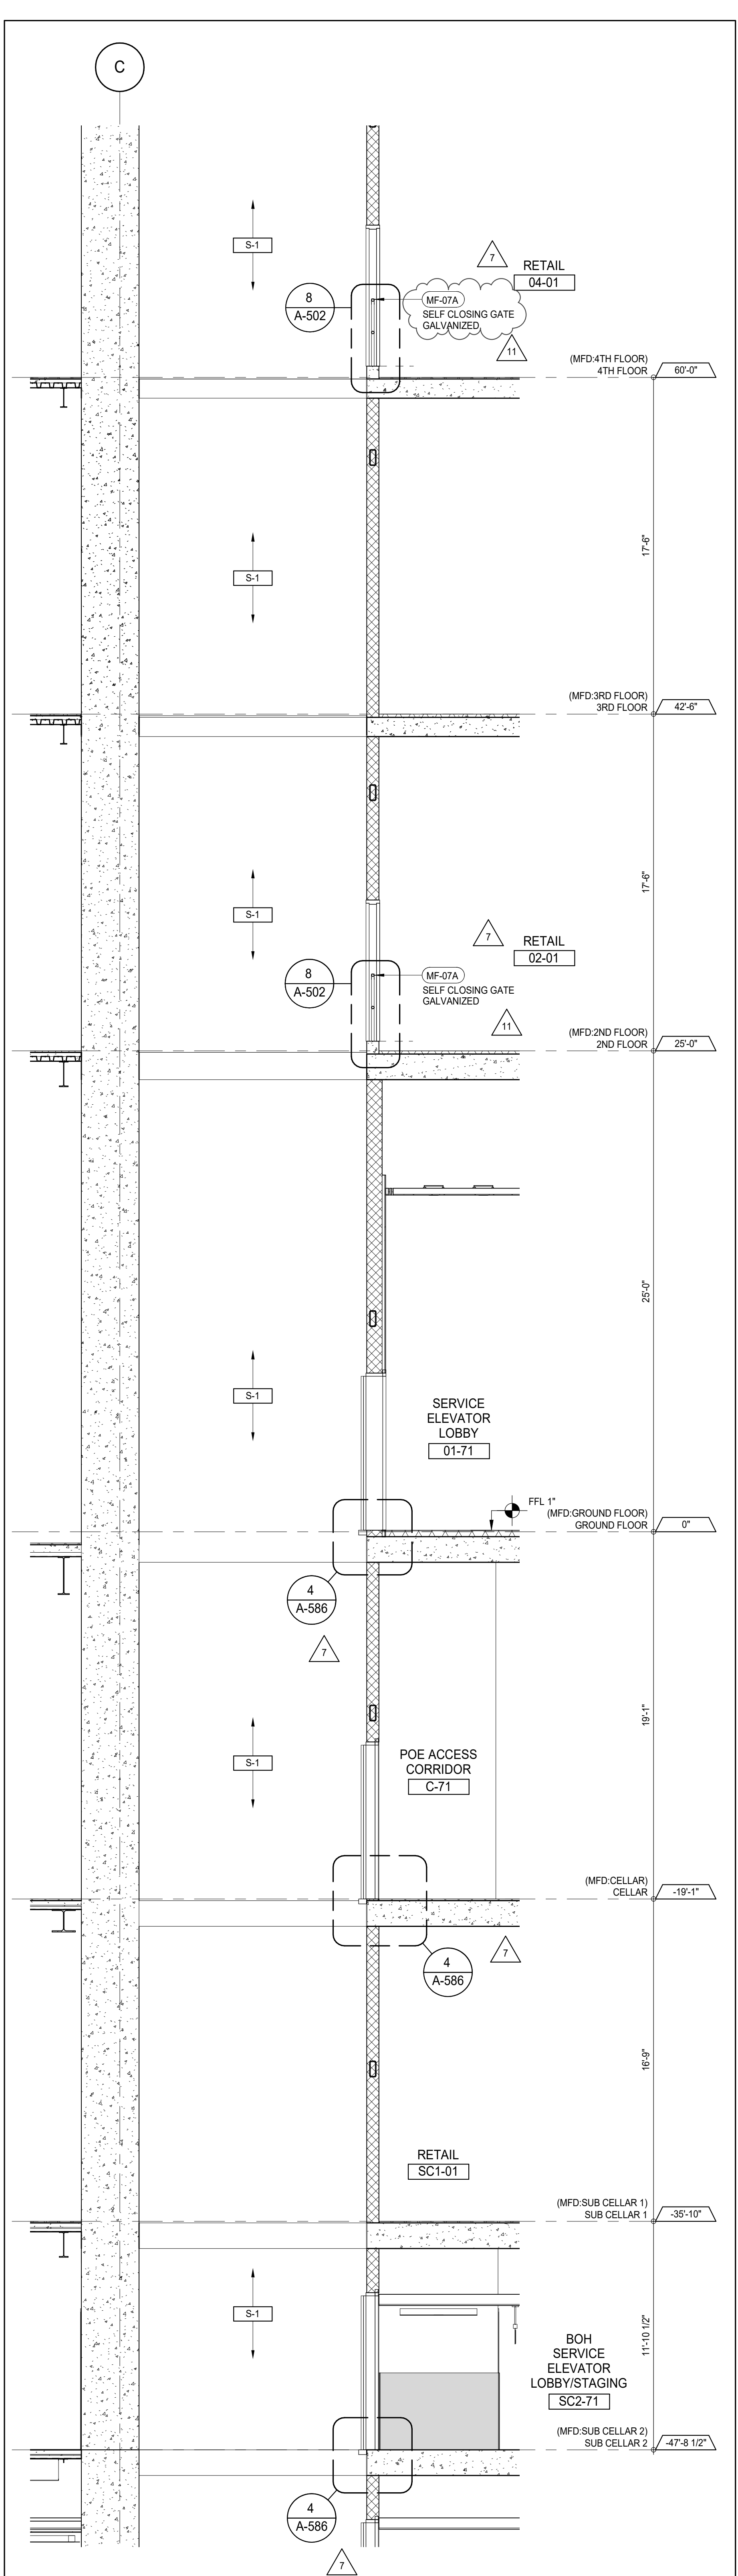 C
S-1
7
RETAIL
04-01
8
A-502
MF-07A
SELF CLOSING GATE
GALVANIZED
11
(MFD:4TH FLOOR)
4TH FLOOR
60'-0"
17'-6"
S-1
(MFD:3RD FLOOR)
3RD FLOOR
42'-6"
17'-6"
S-1
7
RETAIL
02-01
8
A-502
MF-07A
SELF CLOSING GATE
GALVANIZED
11
(MFD:2ND FLOOR)
2ND FLOOR
25'-0"
25'-0"
S-1
SERVICE
ELEVATOR
LOBBY
01-71
FFL 1"
(MFD:GROUND FLOOR)
GROUND FLOOR
0"
4
A-586
7
19'-1"
S-1
POE ACCESS
CORRIDOR
C-71
(MFD:CELLAR)
CELLAR
-19'-1"
7
4
A-586
16'-9"
RETAIL
SC1-01
(MFD:SUB CELLAR 1)
SUB CELLAR 1
-35'-10"
S-1
11'-10 1/2"
BOH
SERVICE
ELEVATOR
LOBBY/STAGING
SC2-71
(MFD:SUB CELLAR 2)
SUB CELLAR 2
-47'-8 1/2"
4
A-586
7